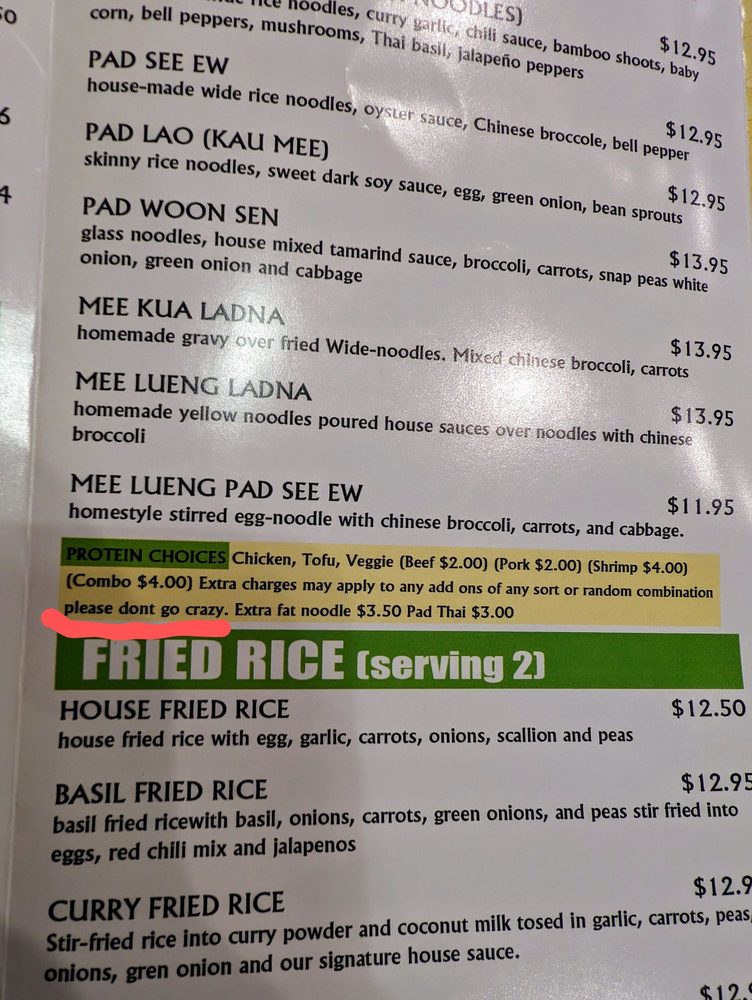 NOODLES)
noodles, curry garlic, chili sauce, bamboo shoots, baby
corn, bell peppers, mushrooms, Thai basil, jalapeño peppers
$12.95
PAD SEE EW
house-made wide rice noodles, oyster sauce, Chinese broccole, bell pepper
$12.95
PAD LAO (KAU MEE)
skinny rice noodles, sweet dark soy sauce, egg, green onion, bean sprouts
$12.95
PAD WOON SEN
glass noodles, house mixed tamarind sauce, broccoli, carrots, snap peas white
onion, green onion and cabbage
$13.95
MEE KUA LADNA
homemade gravy over fried Wide-noodles. Mixed chinese broccoli, carrots
$13.95
MEE LUENG LADNA
homemade yellow noodles poured house sauces over noodles with chinese
broccoli
$13.95
MEE LUENG PAD SEE EW
homestyle stirred egg-noodle with chinese broccoli, carrots, and cabbage.
$11.95
PROTEIN CHOICES Chicken, Tofu, Veggie (Beef $2.00) (Pork $2.00) (Shrimp $4.00)
(Combo $4.00) Extra charges may apply to any add ons of any sort or random combination
please dont go crazy. Extra fat noodle $3.50 Pad Thai $3.00
FRIED RICE (serving 2)
HOUSE FRIED RICE $12.50
house fried rice with egg, garlic, carrots, onions, scallion and peas
BASIL FRIED RICE $12.95
basil fried ricewith basil, onions, carrots, green onions, and peas stir fried into
eggs, red chili mix and jalapenos
CURRY FRIED RICE $12.9
Stir-fried rice into curry powder and coconut milk tosed in garlic, carrots, peas,
onions, gren onion and our signature house sauce.